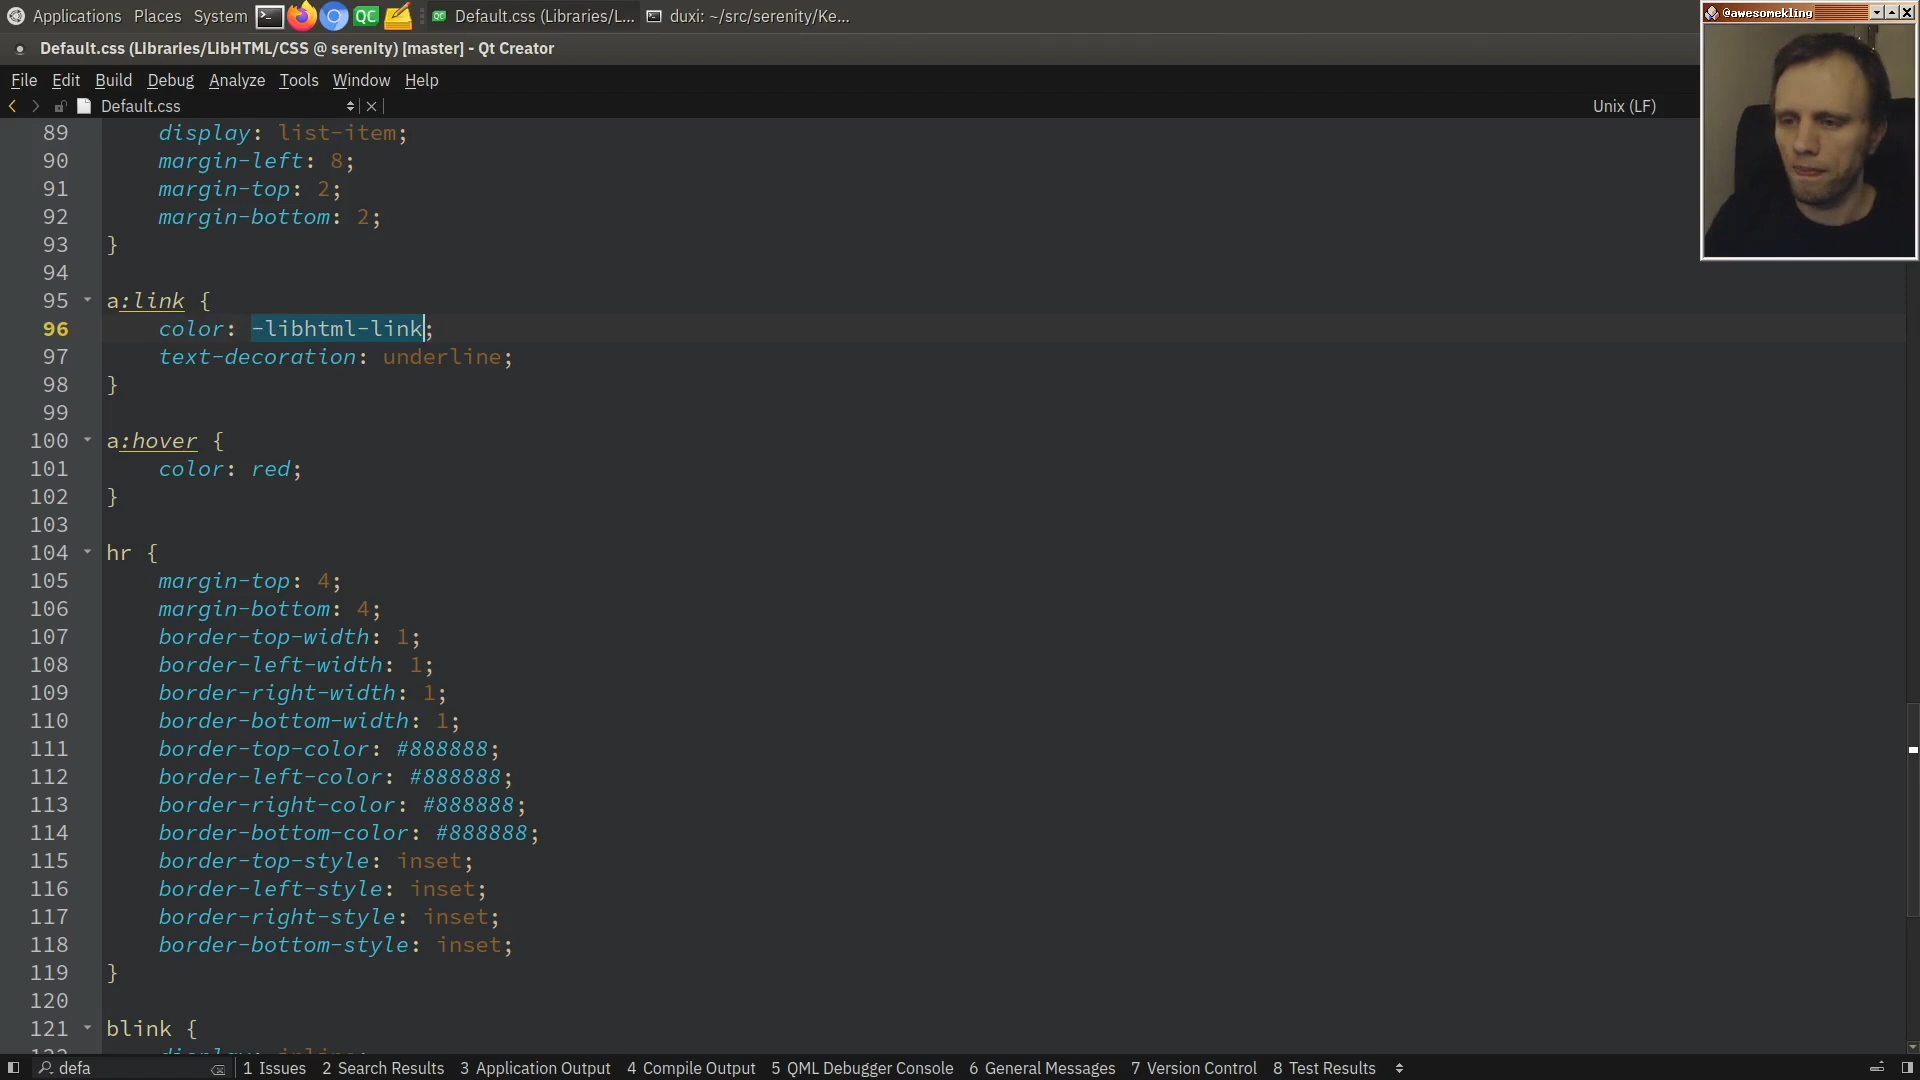 Applications Places System QC QC Default.css (Libraries/L... duxi: ~/src/serenity/Ke...
@awesomekling
Default.css (Libraries/LibHTML/CSS @ serenity) [master] - Qt Creator
File Edit Build Debug Analyze Tools Window Help
Default.css Unix (LF)
89 display: list-item;
90 margin-left: 8;
91 margin-top: 2;
92 margin-bottom: 2;
93 }
94
95 a:link {
96 color: -libhtml-link;
97 text-decoration: underline;
98 }
99
100 a:hover {
101 color: red;
102 }
103
104 hr {
105 margin-top: 4;
106 margin-bottom: 4;
107 border-top-width: 1;
108 border-left-width: 1;
109 border-right-width: 1;
110 border-bottom-width: 1;
111 border-top-color: #888888;
112 border-left-color: #888888;
113 border-right-color: #888888;
114 border-bottom-color: #888888;
115 border-top-style: inset;
116 border-left-style: inset;
117 border-right-style: inset;
118 border-bottom-style: inset;
119 }
120
121 blink {
122 display: inline;
defa 1 Issues 2 Search Results 3 Application Output 4 Compile Output 5 QML Debugger Console 6 General Messages 7 Version Control 8 Test Results